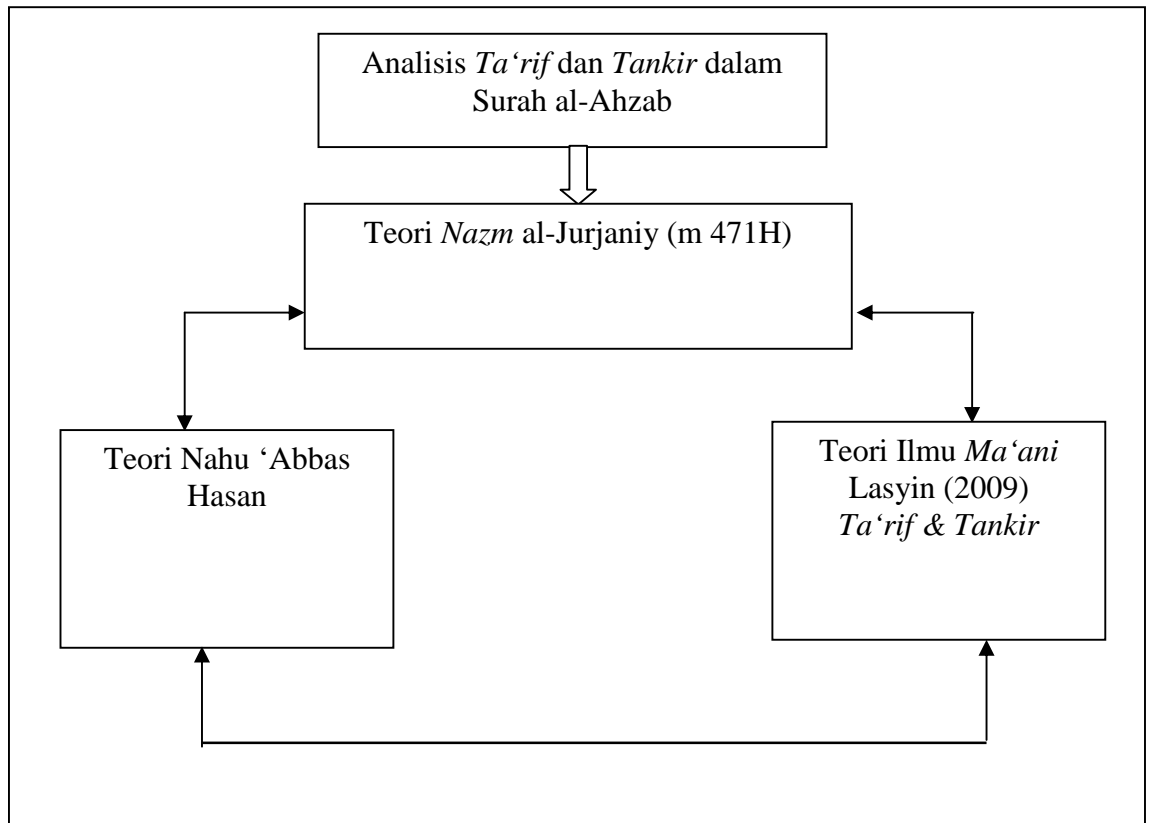 Analisis Ta‘rif dan Tankir dalam
Surah al-Ahzab
Teori Nazm al-Jurjaniy (m 471H)
Teori Nahu ‘Abbas
Hasan
Teori Ilmu Ma‘ani
Lasyin (2009)
Ta‘rif & Tankir